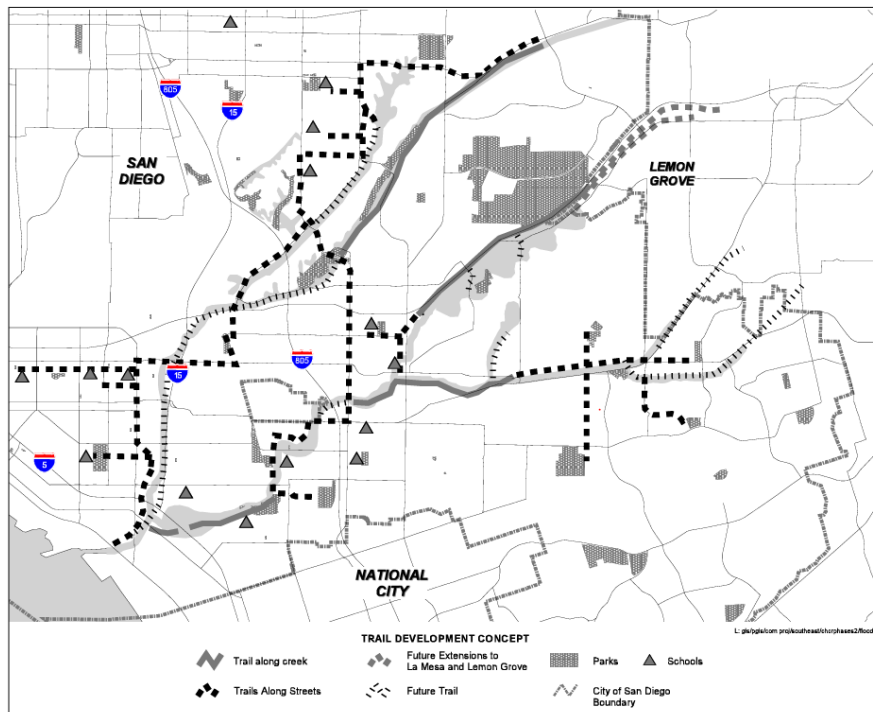 805
15
SAN
DIEGO
LEMON
GROVE
805
15
5
NATIONAL
CITY
TRAIL DEVELOPMENT CONCEPT
Trail along creek
Future Extensions to
La Mesa and Lemon Grove
Parks
Schools
Trails Along Streets
Future Trail
City of San Diego
Boundary